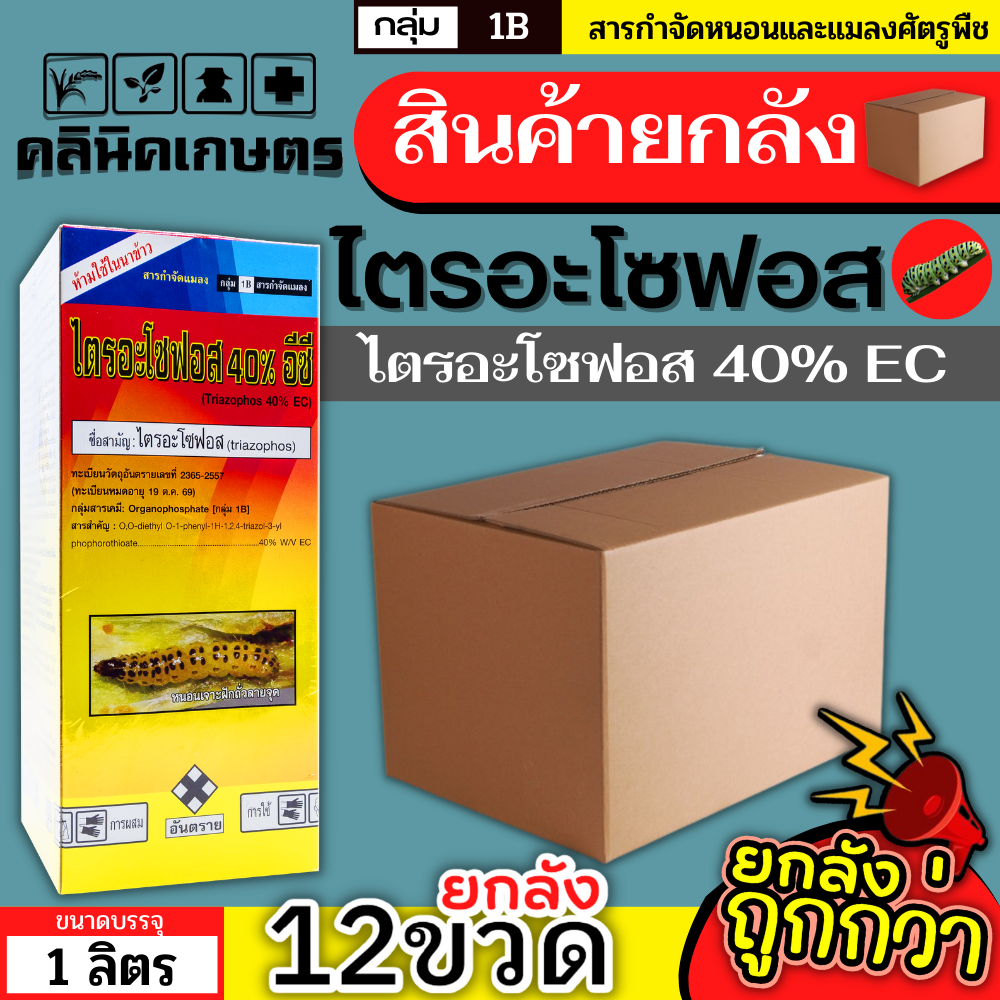 กลุ่ม 1B สารกำจัดหนอนและแมลงศัตรูพืช
คลินิคเกษตร
สินค้ายกลัง
ไตรอะโซฟอส
ไตรอะโซฟอส 40% EC
ห้ามใช้ในนาข้าว
สารกำจัดแมลง กลุ่ม 1B สารกำจัดแมลง
ไตรอะโซฟอส 40% อีซี
(Triazophos 40% EC)
ชื่อสามัญ : ไตรอะโซฟอส (triazophos)
ทะเบียนวัตถุอันตรายเลขที่ 2365-2557
(ทะเบียนหมดอายุ 19 ต.ค. 69)
กลุ่มสารเคมี: Organophosphate [กลุ่ม 1B]
สารสำคัญ : O,O-diethyl O-1-phenyl-1H-1,2,4-triazol-3-yl
phophorothioate............40% W/V EC
หนอนเจาะฝักถั่วลายจุด
การผสม
อันตราย
การใช้
ขนาดบรรจุ
1 ลิตร
ยกลัง
12ขวด
ยกลัง
ถูกกว่า